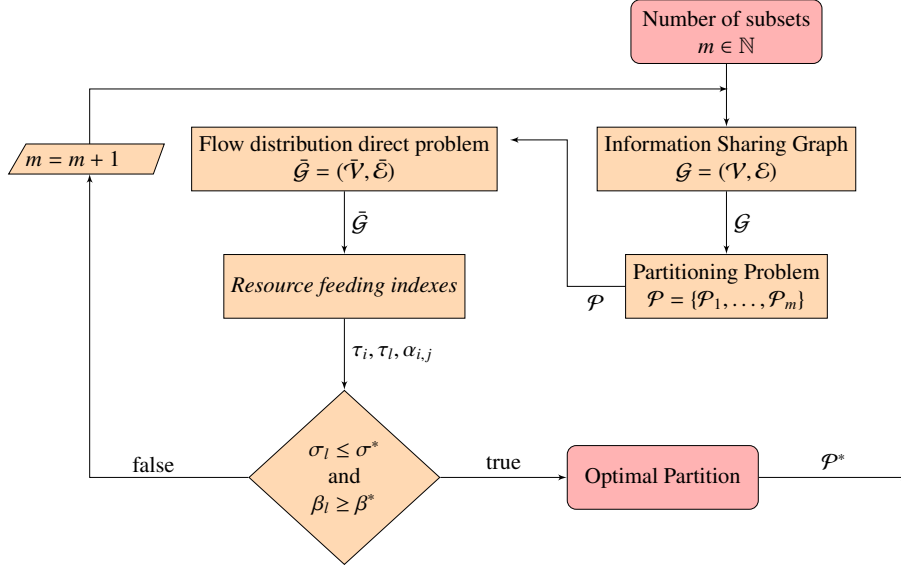 Number of subsets
m ∈ ℕ
m = m + 1
Flow distribution direct problem
𝒢̄ = (𝒱̄, ℰ̄)
Information Sharing Graph
𝒢 = (𝒱, ℰ)
𝒢̄
𝒢
Resource feeding indexes
Partitioning Problem
𝒫 = {𝒫₁, . . . , 𝒫ₘ}
𝒫
τᵢ, τₗ, αᵢ,ⱼ
false
σₗ ≤ σ*
and
βₗ ≥ β*
true
Optimal Partition
𝒫*